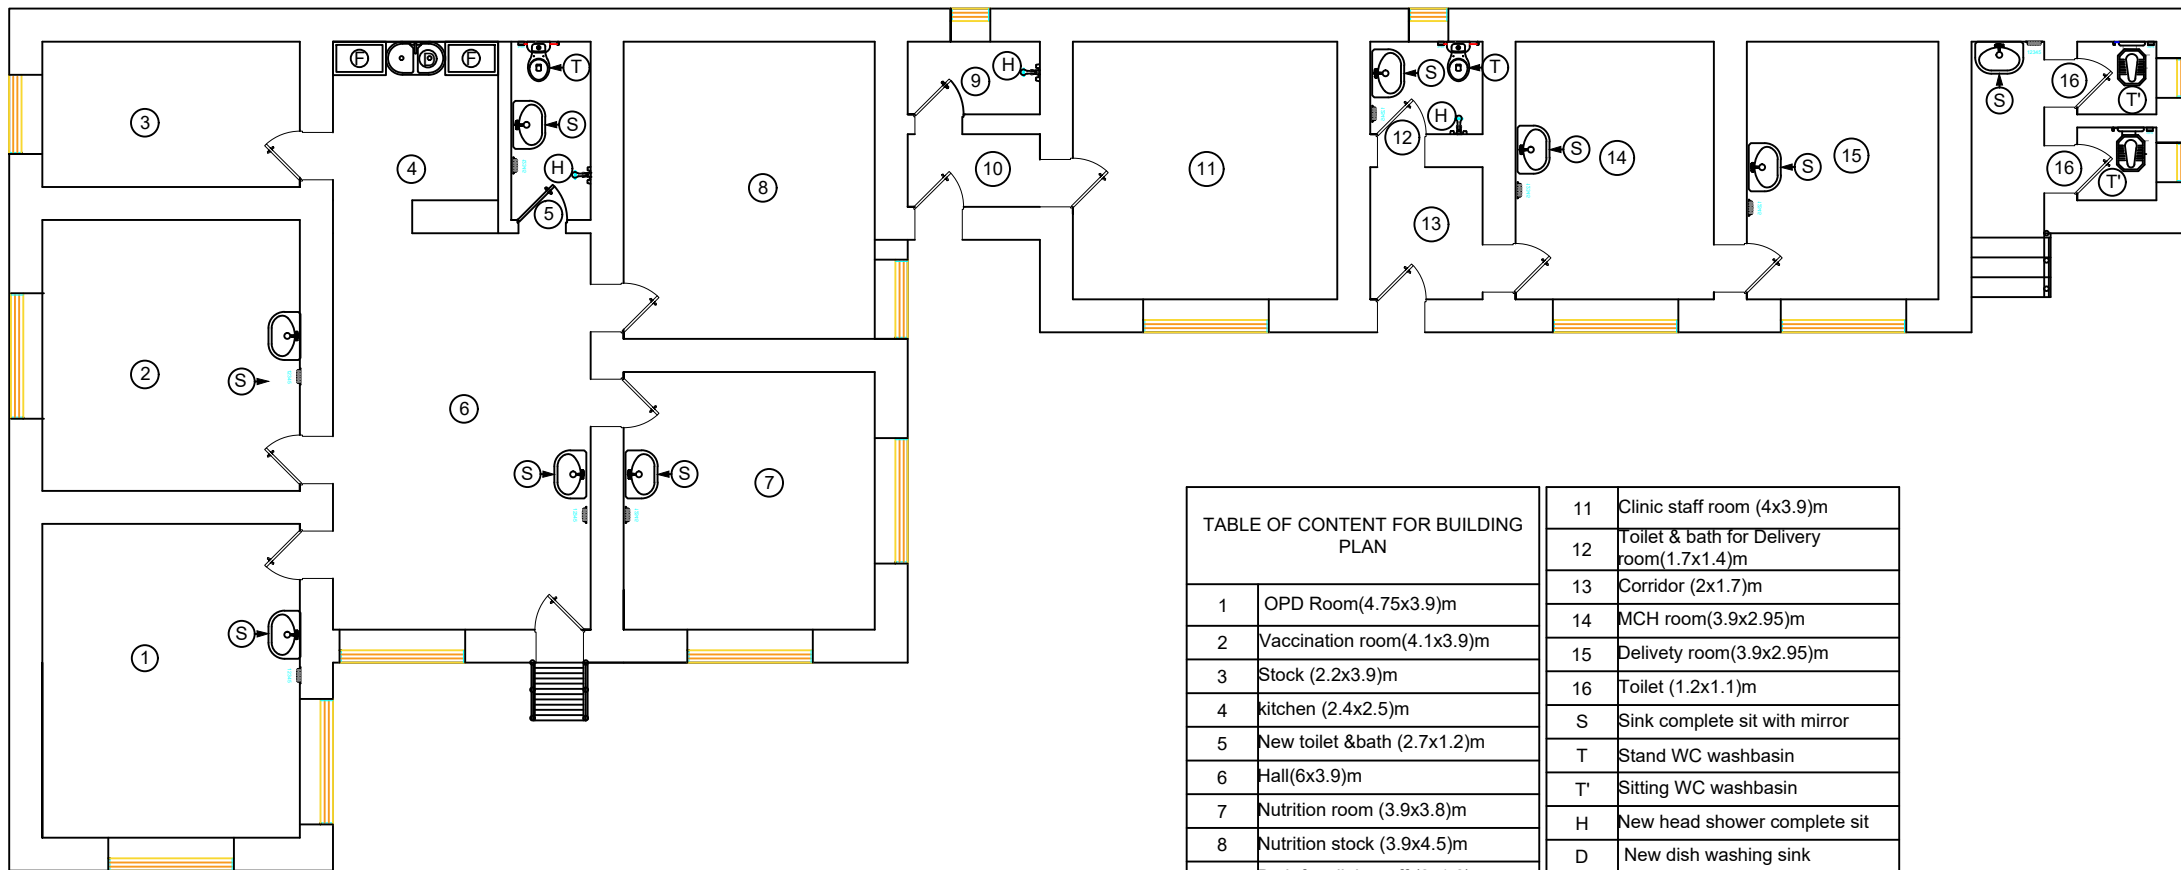 F
F
T
S
H
3
4
5
8
9
H
10
11
S
T
H
12
13
S
14
S
15
S
16
T'
16
T'
2
S
6
S
S
7
1
S
TABLE OF CONTENT FOR BUILDING
PLAN
1 OPD Room(4.75x3.9)m
2 Vaccination room(4.1x3.9)m
3 Stock (2.2x3.9)m
4 kitchen (2.4x2.5)m
5 New toilet &bath (2.7x1.2)m
6 Hall(6x3.9)m
7 Nutrition room (3.9x3.8)m
8 Nutrition stock (3.9x4.5)m
11 Clinic staff room (4x3.9)m
12 Toilet & bath for Delivery
room(1.7x1.4)m
13 Corridor (2x1.7)m
14 MCH room(3.9x2.95)m
15 Delivety room(3.9x2.95)m
16 Toilet (1.2x1.1)m
S Sink complete sit with mirror
T Stand WC washbasin
T' Sitting WC washbasin
H New head shower complete sit
D New dish washing sink